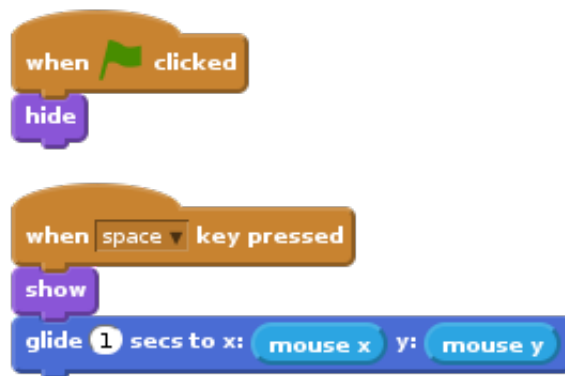 when clicked
hide
when space key pressed
show
glide 1 secs to x: mouse x y: mouse y